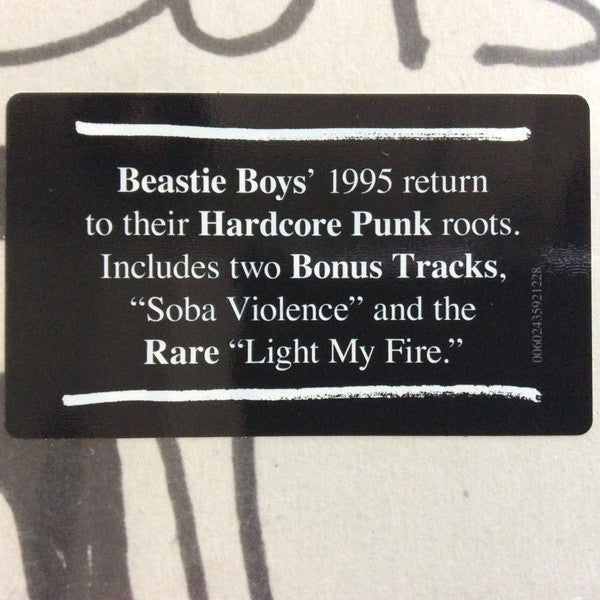 Beastie Boys’ 1995 return
to their Hardcore Punk roots.
Includes two Bonus Tracks,
“Soba Violence” and the
Rare “Light My Fire.”
00602435921228